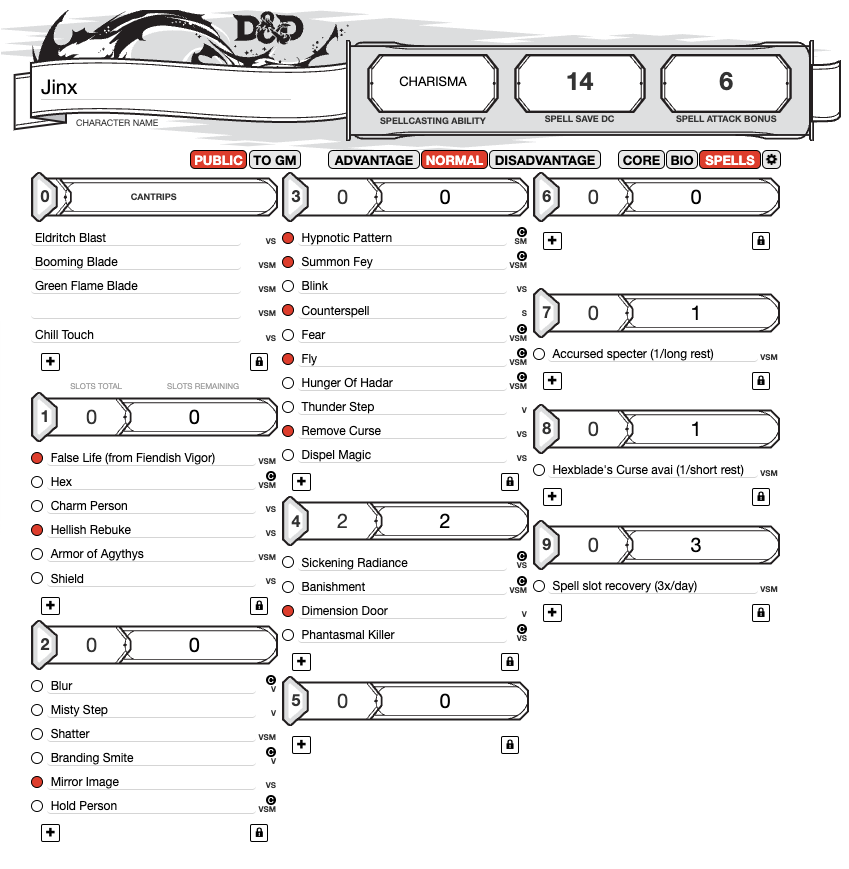 D&D
Jinx
CHARACTER NAME
CHARISMA
SPELLCASTING ABILITY
14
SPELL SAVE DC
6
SPELL ATTACK BONUS
PUBLIC TO GM ADVANTAGE NORMAL DISADVANTAGE CORE BIO SPELLS
0 CANTRIPS
Eldritch Blast VS
Booming Blade VSM
Green Flame Blade VSM
VSM
Chill Touch VS
SLOTS TOTAL SLOTS REMAINING
1 0 0
False Life (from Fiendish Vigor) VSM
Hex C VSM
Charm Person VS
Hellish Rebuke VS
Armor of Agythys VSM
Shield VS
2 0 0
Blur C V
Misty Step V
Shatter VSM
Branding Smite C V
Mirror Image VS
Hold Person C VSM
3 0 0
Hypnotic Pattern C SM
Summon Fey C VSM
Blink VS
Counterspell S
Fear C VSM
Fly C VSM
Hunger Of Hadar C VSM
Thunder Step V
Remove Curse VS
Dispel Magic VS
4 2 2
Sickening Radiance C VS
Banishment C VSM
Dimension Door V
Phantasmal Killer C VS
5 0 0
6 0 0
7 0 1
Accursed specter (1/long rest) VSM
8 0 1
Hexblade's Curse avai (1/short rest) VSM
9 0 3
Spell slot recovery (3x/day) VSM